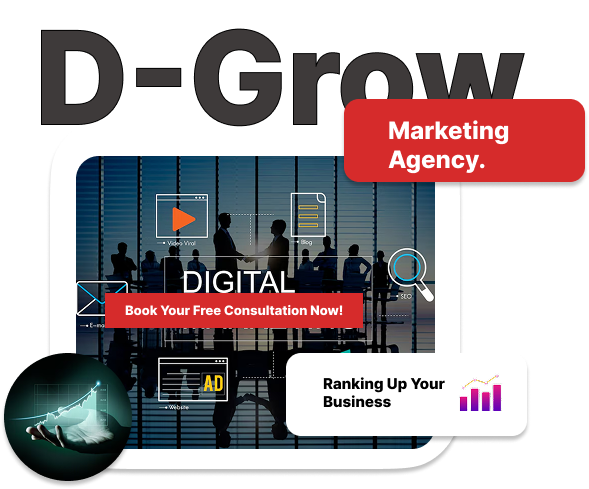 D-Grow
Marketing
Agency.
Video Viral
Blog
DIGITAL
SEO
Book Your Free Consultation Now!
AD
Website
Ranking Up Your
Business